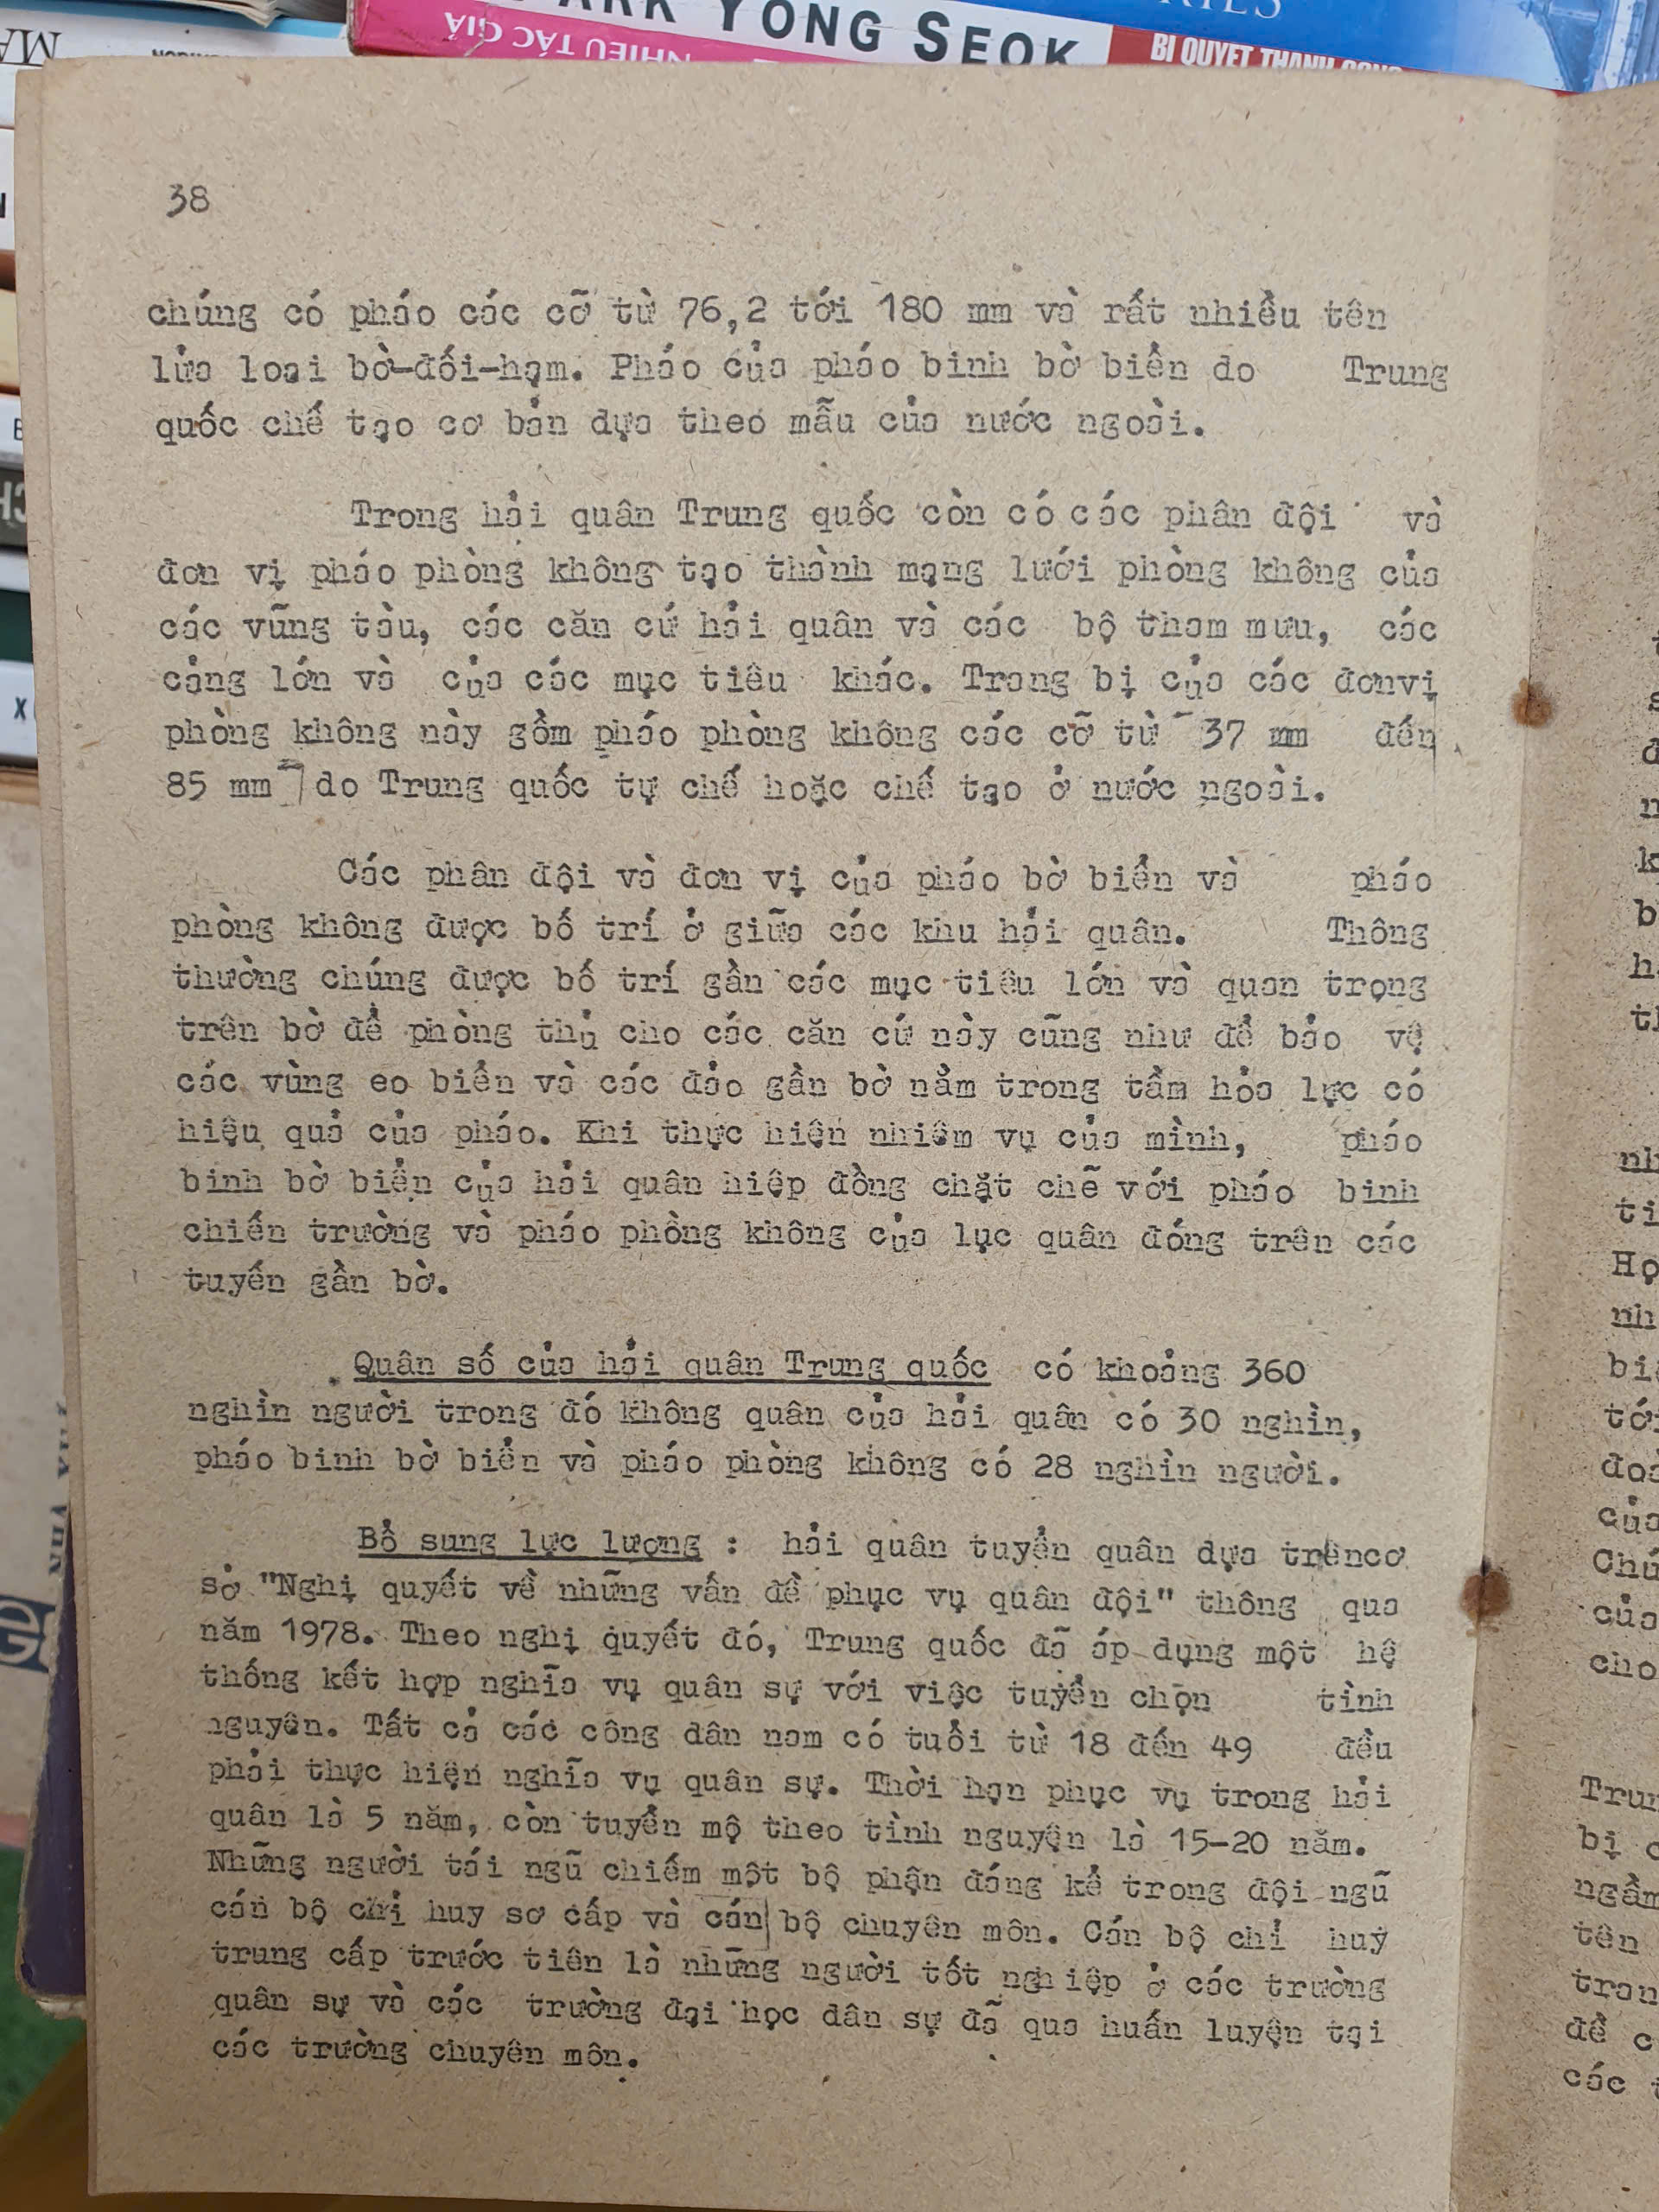 ARK YONG SEOK
NHIỀU TÁC GIẢ
BÍ QUYẾT THÀNH CÔNG
38
chúng có pháo các cỡ từ 76,2 tới 180 mm và rất nhiều tên
lửa loại bờ-đối-hạm. Pháo của pháo binh bờ biển do Trung
quốc chế tạo cơ bản dựa theo mẫu của nước ngoài.
Trong hải quân Trung quốc còn có các phân đội và
đơn vị pháo phòng không tạo thành mạng lưới phòng không của
các vũng tàu, các căn cứ hải quân và các bộ tham mưu, các
cảng lớn và của các mục tiêu khác. Trang bị của các đơnvị
phòng không này gồm pháo phòng không các cỡ từ 37 mm đến
85 mm do Trung quốc tự chế hoặc chế tạo ở nước ngoài.
Các phân đội và đơn vị của pháo bờ biển và pháo
phòng không được bố trí ở giữa các khu hải quân. Thông
thường chúng được bố trí gần các mục tiêu lớn và quan trọng
trên bờ để phòng thủ cho các căn cứ này cũng như để bảo vệ
các vùng eo biển và các đảo gần bờ nằm trong tầm hỏa lực có
hiệu quả của pháo. Khi thực hiện nhiệm vụ của mình, pháo
binh bờ biển của hải quân hiệp đồng chặt chẽ với pháo binh
chiến trường và pháo phòng không của lục quân đóng trên các
tuyến gần bờ.
Quân số của hải quân Trung quốc có khoảng 360
nghìn người trong đó không quân của hải quân có 30 nghìn,
pháo binh bờ biển và pháo phòng không có 28 nghìn người.
Bổ sung lực lượng : hải quân tuyển quân dựa trêncơ
sở "Nghị quyết về những vấn đề phục vụ quân đội" thông qua
năm 1978. Theo nghị quyết đó, Trung quốc đã áp dụng một hệ
thống kết hợp nghĩa vụ quân sự với việc tuyển chọn tình
nguyện. Tất cả các công dân nam có tuổi từ 18 đến 49 đều
phải thực hiện nghĩa vụ quân sự. Thời hạn phục vụ trong hải
quân là 5 năm, còn tuyển mộ theo tình nguyện là 15-20 năm.
Những người tái ngũ chiếm một bộ phận đáng kể trong đội ngũ
cán bộ chỉ huy sơ cấp và cán bộ chuyên môn. Cán bộ chỉ huy
trung cấp trước tiên là những người tốt nghiệp ở các trường
quân sự và các trường đại học dân sự đã qua huấn luyện tại
các trường chuyên môn.